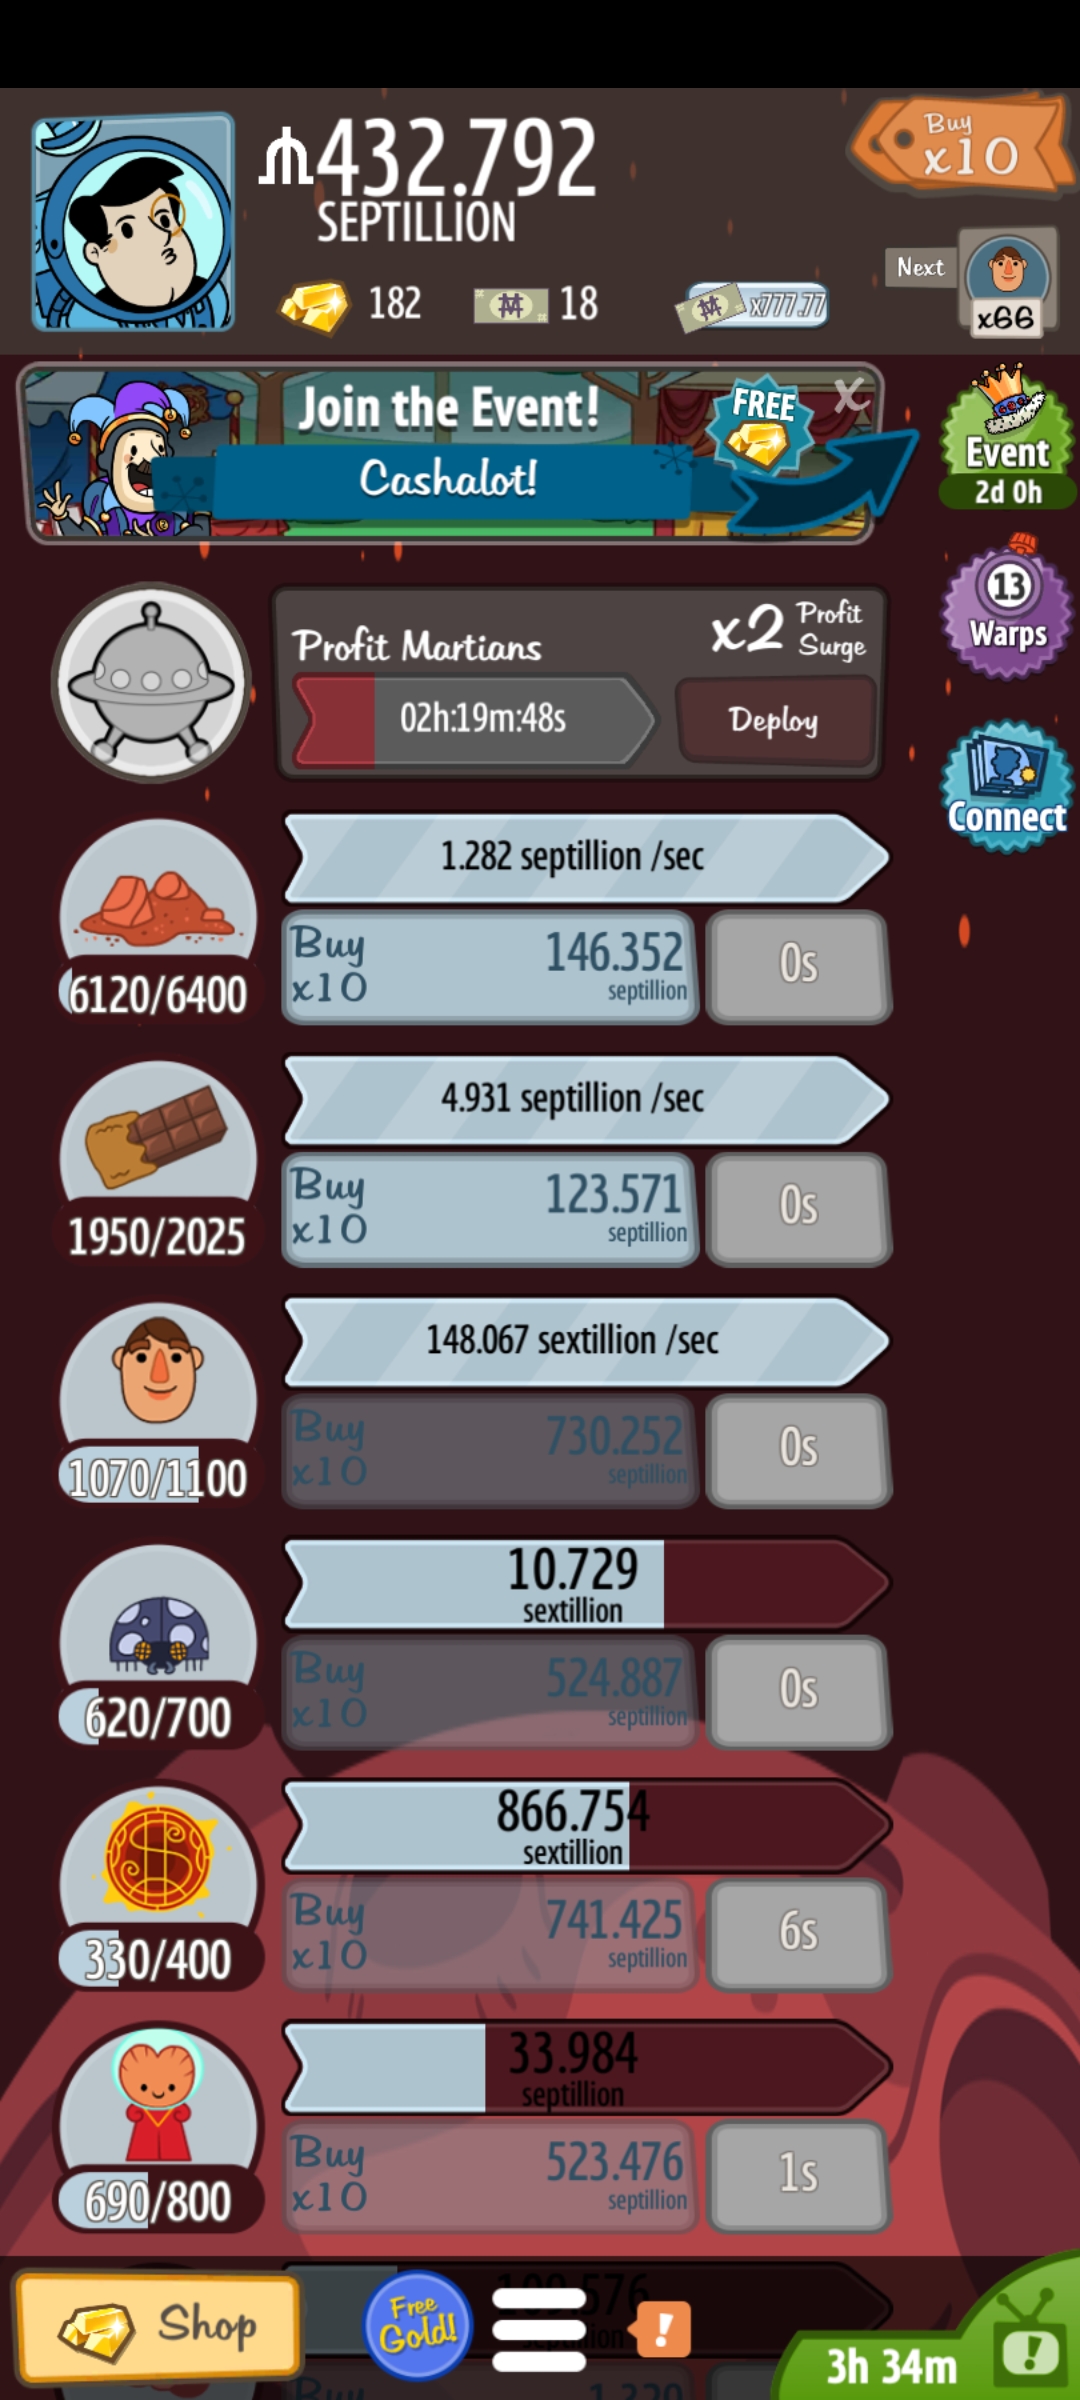 432.792
SEPTILLION
Buy
x10
182
18
x777.77
Next
x66
Join the Event!
FREE
X
Cashalot!
Event
2d 0h
13
Warps
Connect
Profit Martians
x2 Profit
Surge
02h:19m:48s
Deploy
1.282 septillion /sec
Buy
x10
146.352
septillion
0s
6120/6400
4.931 septillion /sec
Buy
x10
123.571
septillion
0s
1950/2025
148.067 sextillion /sec
Buy
x10
730.252
septillion
0s
1070/1100
10.729
sextillion
Buy
x10
524.887
septillion
0s
620/700
866.754
sextillion
Buy
x10
741.425
septillion
6s
330/400
33.984
septillion
Buy
x10
523.476
septillion
1s
690/800
Shop
Free
Gold!
!
3h 34m
!
Buy
1.320